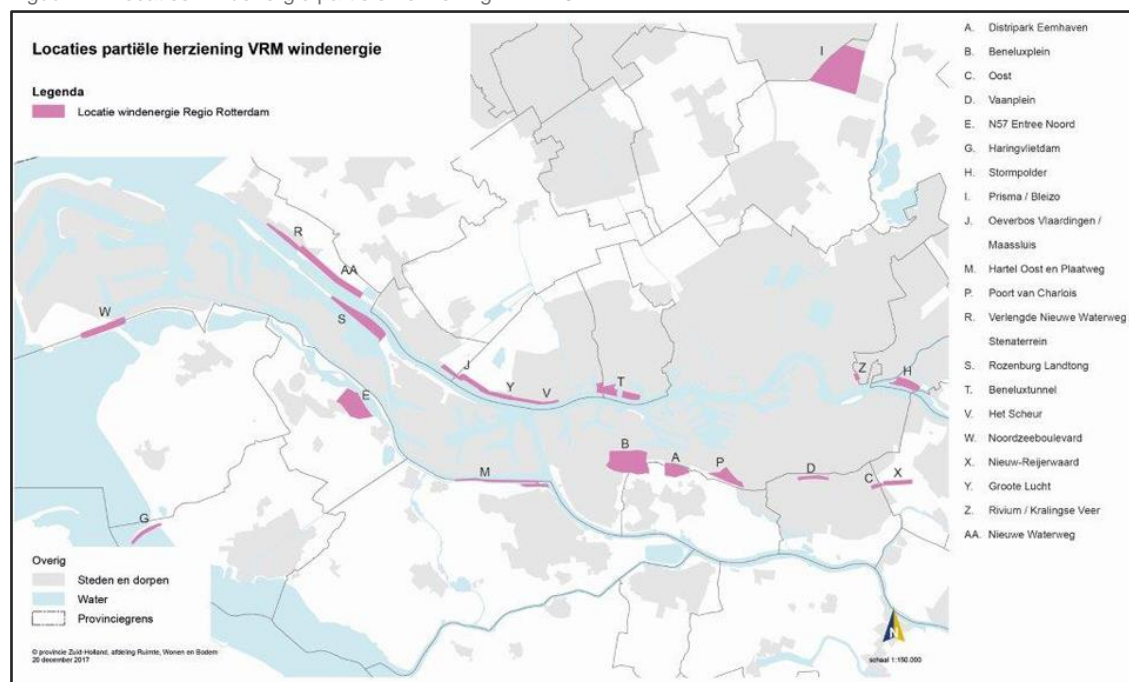 Locaties partiële herziening VRM windenergie
Legenda
Locatie windenergie Regio Rotterdam
I
R
AA
W
S
J
Y
V
T
Z
H
E
B
A
P
D
C
X
M
G
Overig
Steden en dorpen
Water
Provinciegrens
© provincie Zuid-Holland, afdeling Ruimte, Wonen en Bodem
20 december 2017
N
schaal 1:150.000
A. Distripark Eemhaven
B. Beneluxplein
C. Oost
D. Vaanplein
E. N57 Entree Noord
G. Haringvlietdam
H. Stormpolder
I. Prisma / Bleizo
J. Oeverbos Vlaardingen /
Maassluis
M. Hartel Oost en Plaatweg
P. Poort van Charlois
R. Verlengde Nieuwe Waterweg
Stenaterrein
S. Rozenburg Landtong
T. Beneluxtunnel
V. Het Scheur
W. Noordzeeboulevard
X. Nieuw-Reijerwaard
Y. Groote Lucht
Z. Rivium / Kralingse Veer
AA. Nieuwe Waterweg